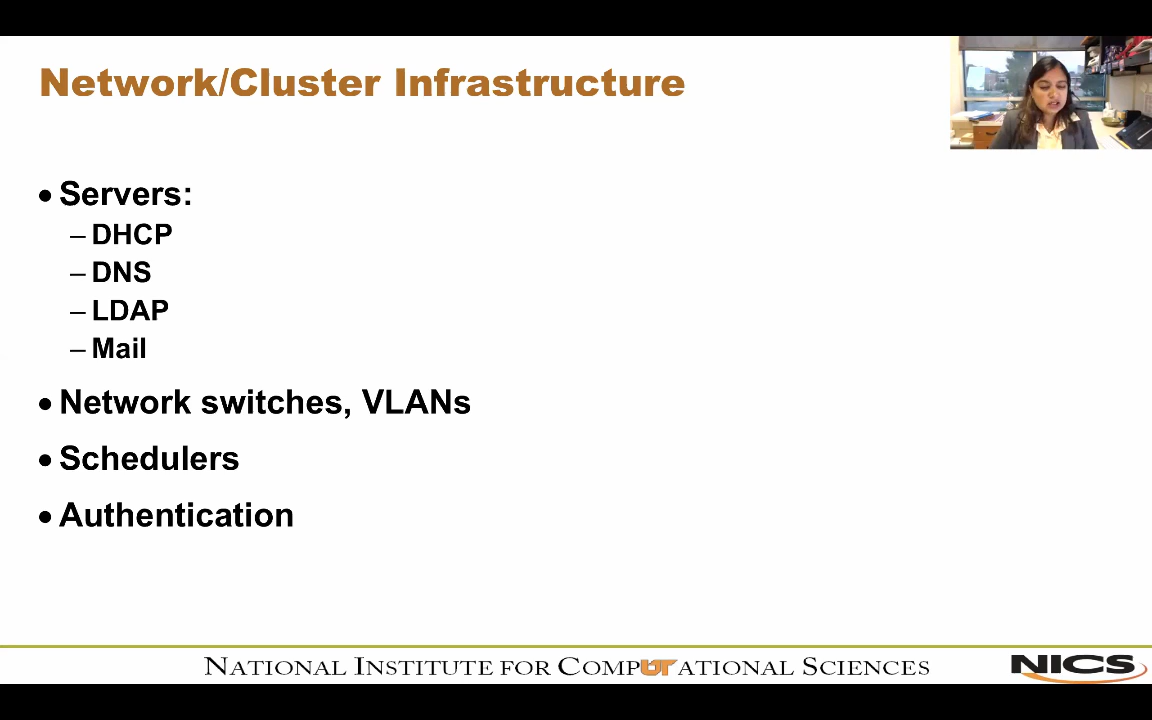 Network/Cluster Infrastructure
• Servers:
– DHCP
– DNS
– LDAP
– Mail
• Network switches, VLANs
• Schedulers
• Authentication
NATIONAL INSTITUTE FOR COMPUTATIONAL SCIENCES
NICS